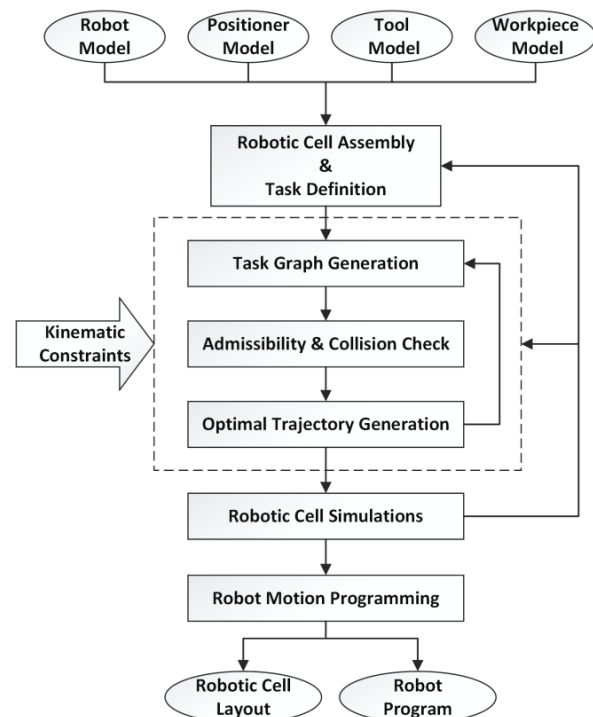 Robot
Model
Positioner
Model
Tool
Model
Workpiece
Model
Robotic Cell Assembly
&
Task Definition
Task Graph Generation
Kinematic
Constraints
Admissibility & Collision Check
Optimal Trajectory Generation
Robotic Cell Simulations
Robot Motion Programming
Robotic Cell
Layout
Robot
Program